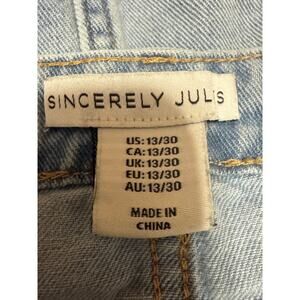 SINCERELY JULES
US: 13/30
CA: 13/30
UK: 13/30
EU: 13/30
AU: 13/30
MADE IN
CHINA